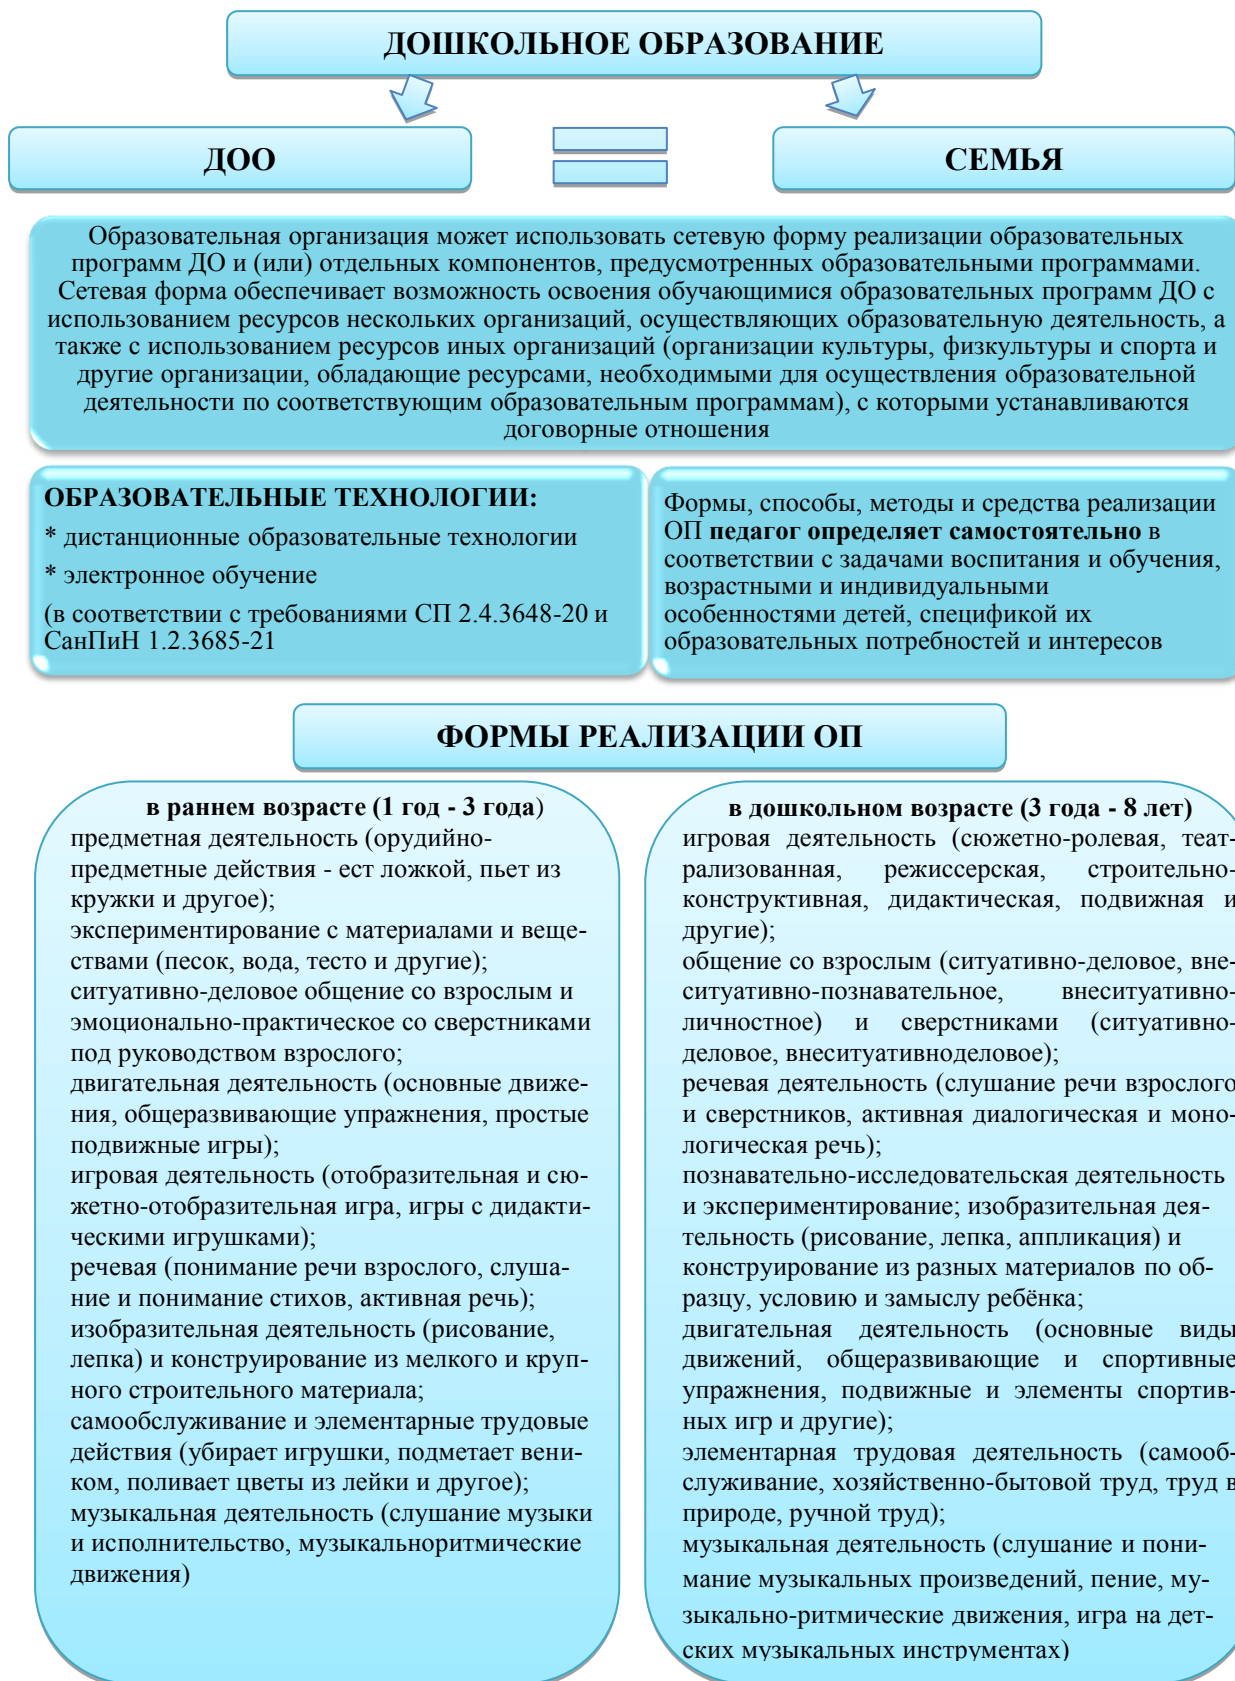 ДОШКОЛЬНОЕ ОБРАЗОВАНИЕ
ДОО
СЕМЬЯ
Образовательная организация может использовать сетевую форму реализации образовательных
программ ДО и (или) отдельных компонентов, предусмотренных образовательными программами.
Сетевая форма обеспечивает возможность освоения обучающимися образовательных программ ДО с
использованием ресурсов нескольких организаций, осуществляющих образовательную деятельность, а
также с использованием ресурсов иных организаций (организации культуры, физкультуры и спорта и
другие организации, обладающие ресурсами, необходимыми для осуществления образовательной
деятельности по соответствующим образовательным программам), с которыми устанавливаются
договорные отношения
ОБРАЗОВАТЕЛЬНЫЕ ТЕХНОЛОГИИ:
* дистанционные образовательные технологии
* электронное обучение
(в соответствии с требованиями СП 2.4.3648-20 и
СанПиН 1.2.3685-21
Формы, способы, методы и средства реализации
ОП педагог определяет самостоятельно в
соответствии с задачами воспитания и обучения,
возрастными и индивидуальными
особенностями детей, спецификой их
образовательных потребностей и интересов
ФОРМЫ РЕАЛИЗАЦИИ ОП
в раннем возрасте (1 год - 3 года)
предметная деятельность (орудийно-
предметные действия - ест ложкой, пьет из
кружки и другое);
экспериментирование с материалами и веще-
ствами (песок, вода, тесто и другие);
ситуативно-деловое общение со взрослым и
эмоционально-практическое со сверстниками
под руководством взрослого;
двигательная деятельность (основные движе-
ния, общеразвивающие упражнения, простые
подвижные игры);
игровая деятельность (отобразительная и сю-
жетно-отобразительная игра, игры с дидакти-
ческими игрушками);
речевая (понимание речи взрослого, слуша-
ние и понимание стихов, активная речь);
изобразительная деятельность (рисование,
лепка) и конструирование из мелкого и круп-
ного строительного материала;
самообслуживание и элементарные трудовые
действия (убирает игрушки, подметает вени-
ком, поливает цветы из лейки и другое);
музыкальная деятельность (слушание музыки
и исполнительство, музыкальноритмические
движения)
в дошкольном возрасте (3 года - 8 лет)
игровая деятельность (сюжетно-ролевая, теат-
рализованная, режиссерская, строительно-
конструктивная, дидактическая, подвижная и
другие);
общение со взрослым (ситуативно-деловое, вне-
ситуативно-познавательное, внеситуативно-
личностное) и сверстниками (ситуативно-
деловое, внеситуативноделовое);
речевая деятельность (слушание речи взрослого
и сверстников, активная диалогическая и моно-
логическая речь);
познавательно-исследовательская деятельность
и экспериментирование; изобразительная дея-
тельность (рисование, лепка, аппликация) и
конструирование из разных материалов по об-
разцу, условию и замыслу ребёнка;
двигательная деятельность (основные виды
движений, общеразвивающие и спортивные
упражнения, подвижные и элементы спортив-
ных игр и другие);
элементарная трудовая деятельность (самооб-
служивание, хозяйственно-бытовой труд, труд в
природе, ручной труд);
музыкальная деятельность (слушание и пони-
мание музыкальных произведений, пение, му-
зыкально-ритмические движения, игра на дет-
ских музыкальных инструментах)